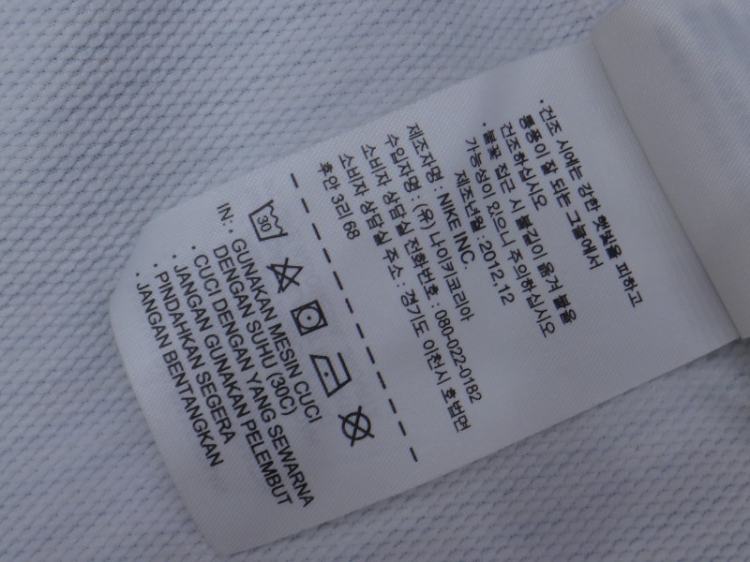 · 건조 시에는 강한 햇빛을 피하고
통풍이 잘 되는 그늘에서
건조하십시오
· 불꽃 접근 시 불길이 옮겨 붙을
가능성이 있으니 주의하십시오
제조년월 : 2012.12
제조자명 : NIKE INC.
수입자명 : (유) 나이키코리아
소비자 상담실 전화번호 : 080-022-0182
소비자 상담실 주소 : 경기도 이천시 호법면
후안 3리 68
30
IN: · GUNAKAN MESIN CUCI
DENGAN SUHU (30C)
· CUCI DENGAN YANG SEWARNA
· JANGAN GUNAKAN PELEMBUT
· PINDAHKAN SEGERA
· JANGAN BENTANGKAN